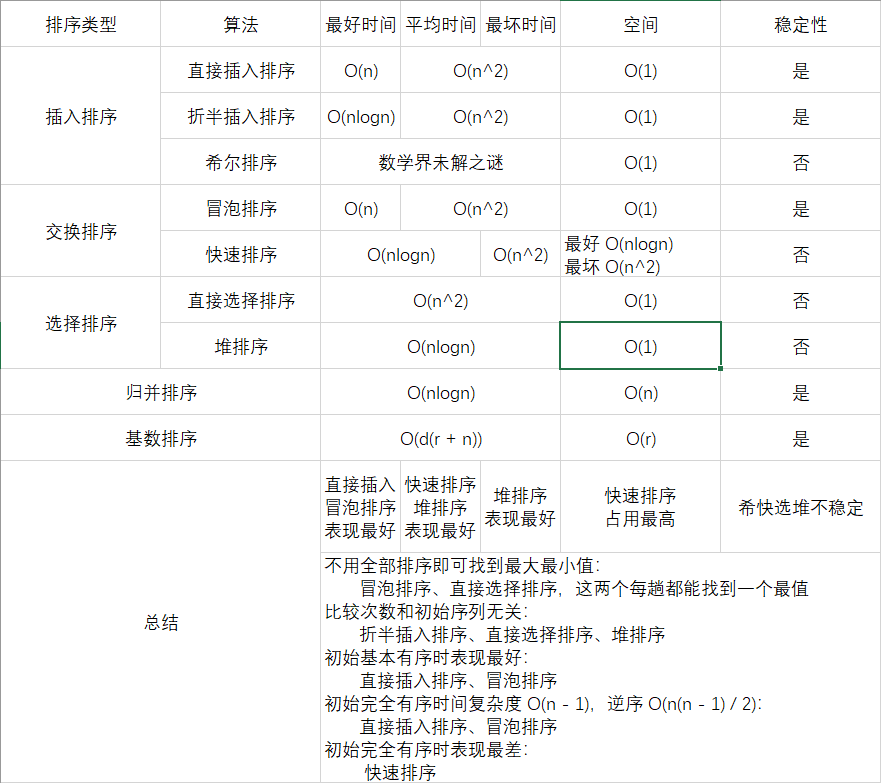 排序类型 算法 最好时间 平均时间 最坏时间 空间 稳定性
插入排序 直接插入排序 O(n) O(n^2) O(1) 是
折半插入排序 O(nlogn) O(n^2) O(1) 是
希尔排序 数学界未解之谜 O(1) 否
交换排序 冒泡排序 O(n) O(n^2) O(1) 是
快速排序 O(nlogn) O(n^2) 最好 O(nlogn)
最坏 O(n^2) 否
选择排序 直接选择排序 O(n^2) O(1) 否
堆排序 O(nlogn) O(1) 否
归并排序 O(nlogn) O(n) 是
基数排序 O(d(r + n)) O(r) 是
总结
直接插入
冒泡排序
表现最好
快速排序
堆排序
表现最好
堆排序
表现最好
快速排序
占用最高
希快选堆不稳定
不用全部排序即可找到最大最小值：
冒泡排序、直接选择排序，这两个每趟都能找到一个最值
比较次数和初始序列无关：
折半插入排序、直接选择排序、堆排序
初始基本有序时表现最好：
直接插入排序、冒泡排序
初始完全有序时间复杂度 O(n - 1)，逆序 O(n(n - 1) / 2)：
直接插入排序、冒泡排序
初始完全有序时表现最差：
快速排序